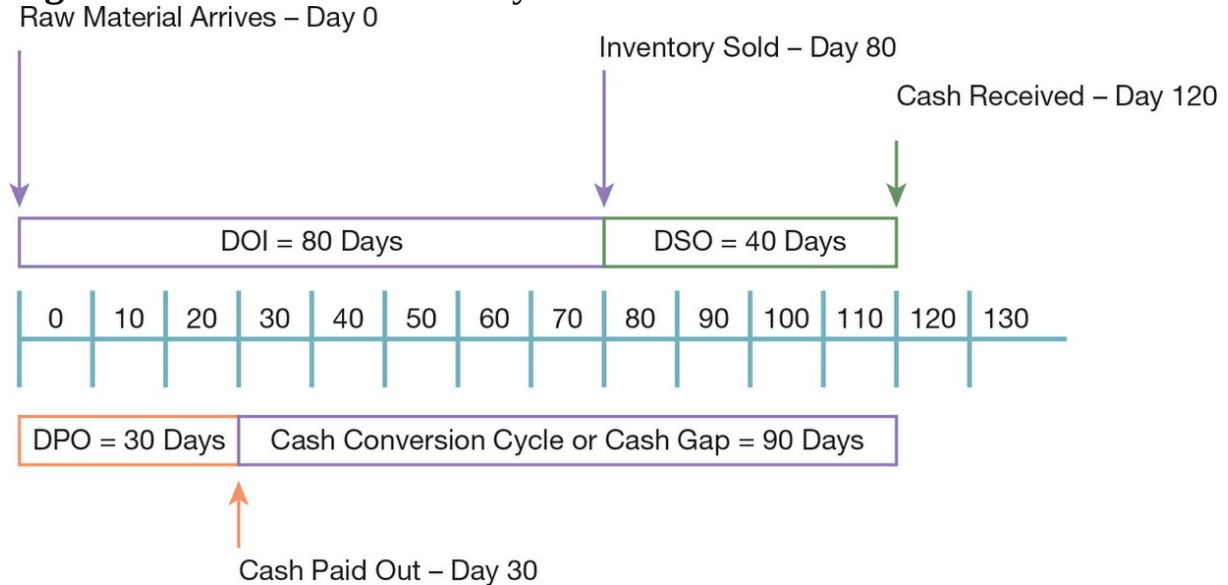 Raw Material Arrives – Day 0
Inventory Sold – Day 80
Cash Received – Day 120
DOI = 80 Days
DSO = 40 Days
0 10 20 30 40 50 60 70 80 90 100 110 120 130
DPO = 30 Days
Cash Conversion Cycle or Cash Gap = 90 Days
Cash Paid Out – Day 30